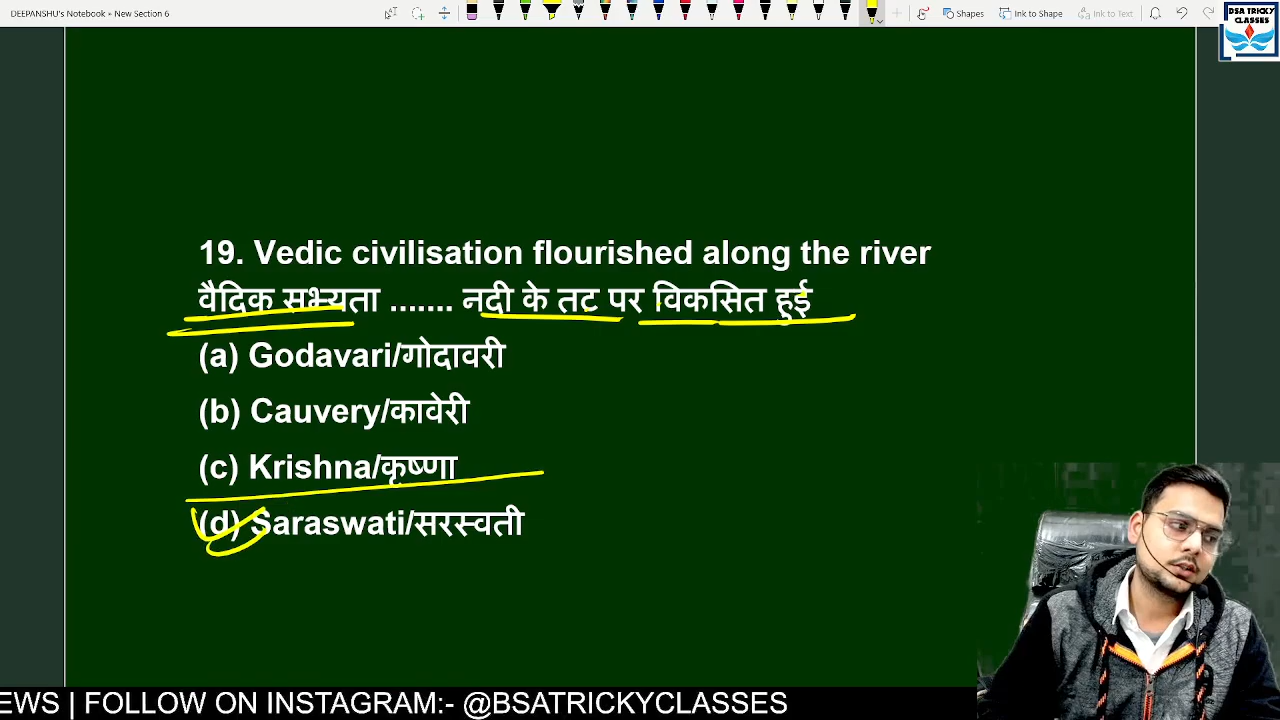 DEEPANSHU's Notebook ▸ New Section 6
Shapes
Ink to Shape
Ink to Text
BSA TRICKY
CLASSES
19. Vedic civilisation flourished along the river
वैदिक सभ्यता ....... नदी के तट पर विकसित हुई
(a) Godavari/गोदावरी
(b) Cauvery/कावेरी
(c) Krishna/कृष्णा
(d) Saraswati/सरस्वती
EWS | FOLLOW ON INSTAGRAM:- @BSATRICKYCLASSES